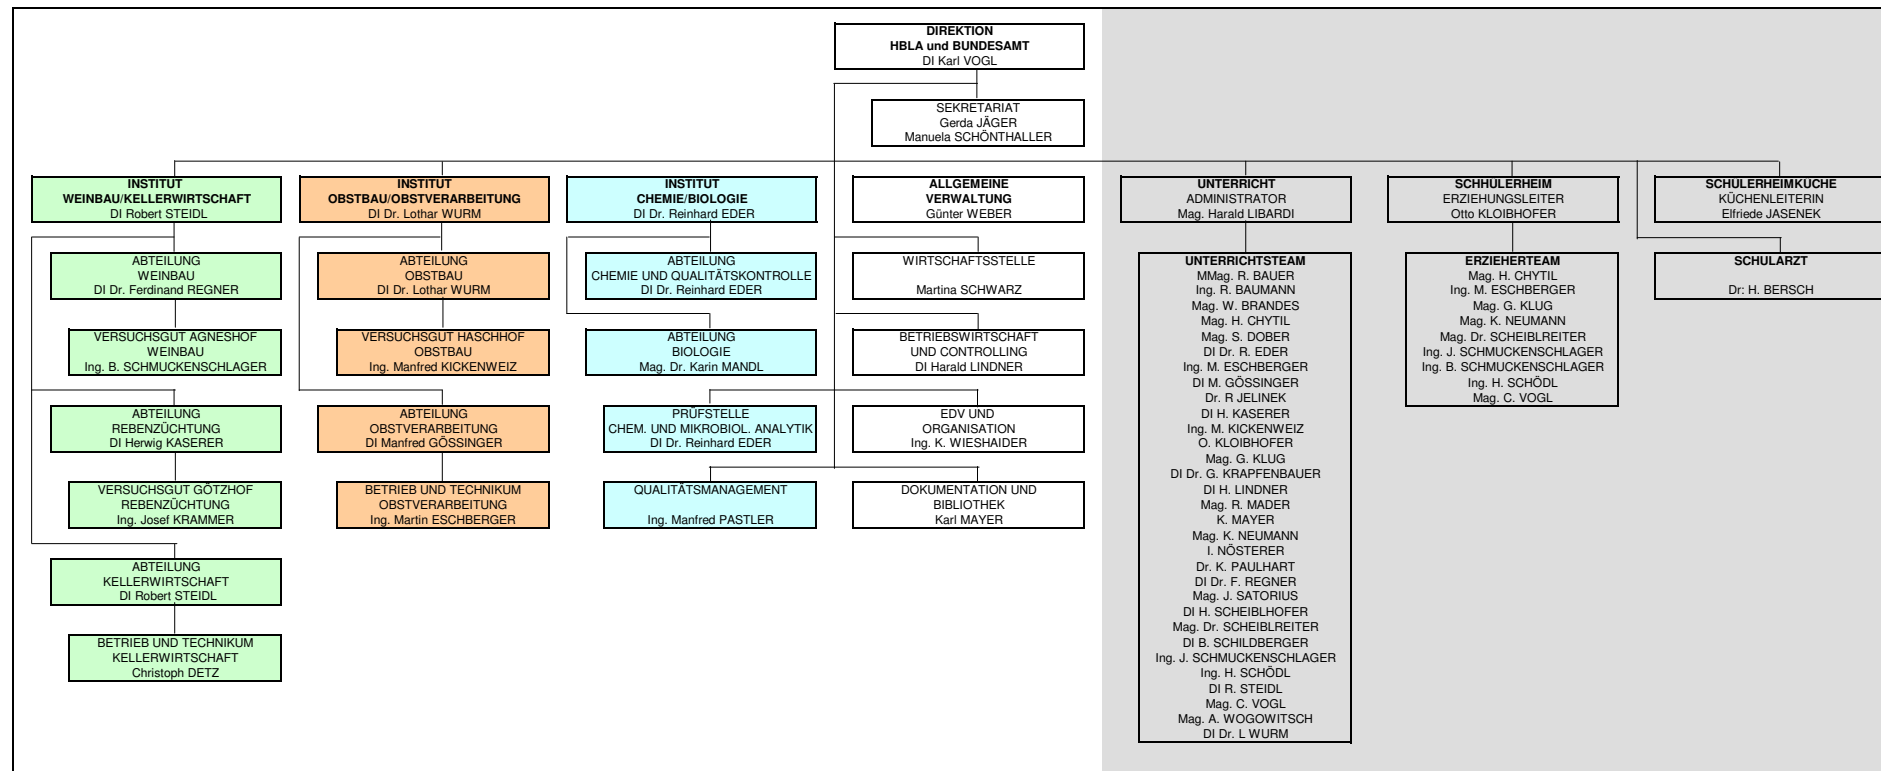 DIREKTION
HBLA und BUNDESAMT
DI Karl VOGL
SEKRETARIAT
Gerda JÄGER
Manuela SCHÖNTHALLER
INSTITUT
WEINBAU/KELLERWIRTSCHAFT
DI Robert STEIDL
INSTITUT
OBSTBAU/OBSTVERARBEITUNG
DI Dr. Lothar WURM
INSTITUT
CHEMIE/BIOLOGIE
DI Dr. Reinhard EDER
ALLGEMEINE
VERWALTUNG
Günter WEBER
UNTERRICHT
ADMINISTRATOR
Mag. Harald LIBARDI
SCHHÜLERHEIM
ERZIEHUNGSLEITER
Otto KLOIBHOFER
SCHÜLERHEIMKÜCHE
KÜCHENLEITERIN
Elfriede JASENEK
ABTEILUNG
WEINBAU
DI Dr. Ferdinand REGNER
VERSUCHSGUT AGNESHOF
WEINBAU
Ing. B. SCHMUCKENSCHLAGER
ABTEILUNG
REBENZÜCHTUNG
DI Herwig KASERER
VERSUCHSGUT GÖTZHOF
REBENZÜCHTUNG
Ing. Josef KRAMMER
ABTEILUNG
KELLERWIRTSCHAFT
DI Robert STEIDL
BETRIEB UND TECHNIKUM
KELLERWIRTSCHAFT
Christoph DETZ
ABTEILUNG
OBSTBAU
DI Dr. Lothar WURM
VERSUCHSGUT HASCHHOF
OBSTBAU
Ing. Manfred KICKENWEIZ
ABTEILUNG
OBSTVERARBEITUNG
DI Manfred GÖSSINGER
BETRIEB UND TECHNIKUM
OBSTVERARBEITUNG
Ing. Martin ESCHBERGER
ABTEILUNG
CHEMIE UND QUALITÄTSKONTROLLE
DI Dr. Reinhard EDER
ABTEILUNG
BIOLOGIE
Mag. Dr. Karin MANDL
PRÜFSTELLE
CHEM. UND MIKROBIOL. ANALYTIK
DI Dr. Reinhard EDER
QUALITÄTSMANAGEMENT
Ing. Manfred PASTLER
WIRTSCHAFTSSTELLE
Martina SCHWARZ
BETRIEBSWIRTSCHAFT
UND CONTROLLING
DI Harald LINDNER
EDV UND
ORGANISATION
Ing. K. WIESHAIDER
DOKUMENTATION UND
BIBLIOTHEK
Karl MAYER
UNTERRICHTSTEAM
MMag. R. BAUER
Ing. R. BAUMANN
Mag. W. BRANDES
Mag. H. CHYTIL
Mag. S. DOBER
DI Dr. R. EDER
Ing. M. ESCHBERGER
DI M. GÖSSINGER
Dr. R JELINEK
DI H. KASERER
Ing. M. KICKENWEIZ
O. KLOIBHOFER
Mag. G. KLUG
DI Dr. G. KRAPFENBAUER
DI H. LINDNER
Mag. R. MADER
K. MAYER
Mag. K. NEUMANN
I. NÖSTERER
Dr. K. PAULHART
DI Dr. F. REGNER
Mag. J. SATORIUS
DI H. SCHEIBLHOFER
Mag. Dr. SCHEIBLREITER
DI B. SCHILDBERGER
Ing. J. SCHMUCKENSCHLAGER
Ing. H. SCHÖDL
DI R. STEIDL
Mag. C. VOGL
Mag. A. WOGOWITSCH
DI Dr. L WURM
ERZIEHERTEAM
Mag. H. CHYTIL
Ing. M. ESCHBERGER
Mag. G. KLUG
Mag. K. NEUMANN
Mag. Dr. SCHEIBLREITER
Ing. J. SCHMUCKENSCHLAGER
Ing. B. SCHMUCKENSCHLAGER
Ing. H. SCHÖDL
Mag. C. VOGL
SCHULARZT
Dr: H. BERSCH